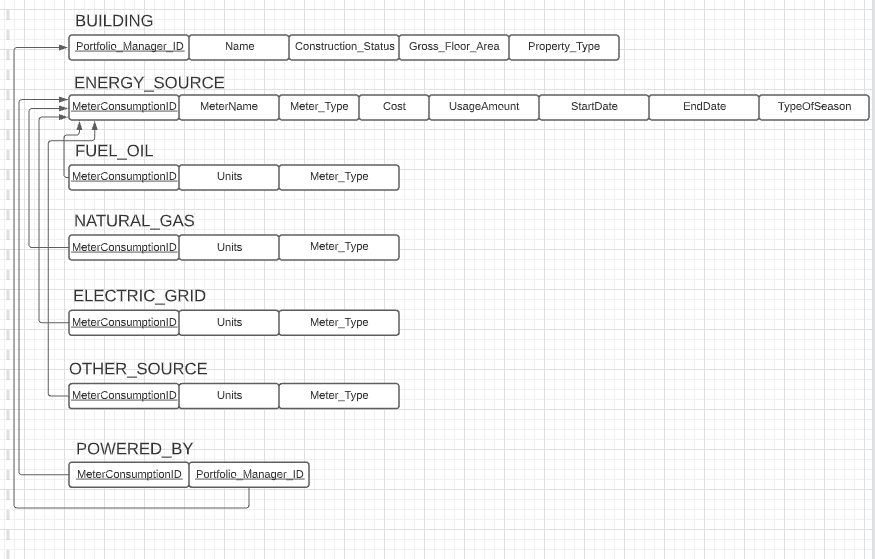 BUILDING
Portfolio_Manager_ID Name Construction_Status Gross_Floor_Area Property_Type
ENERGY_SOURCE
MeterConsumptionID MeterName Meter_Type Cost UsageAmount StartDate EndDate TypeOfSeason
FUEL_OIL
MeterConsumptionID Units Meter_Type
NATURAL_GAS
MeterConsumptionID Units Meter_Type
ELECTRIC_GRID
MeterConsumptionID Units Meter_Type
OTHER_SOURCE
MeterConsumptionID Units Meter_Type
POWERED_BY
MeterConsumptionID Portfolio_Manager_ID